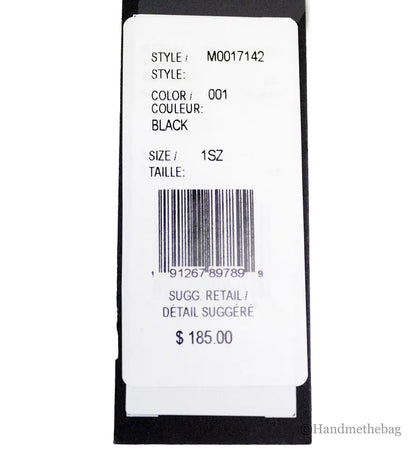 STYLE / M0017142
STYLE:
COLOR / 001
COULEUR:
BLACK
SIZE / 1SZ
TAILLE:
1 91267 89789 9
SUGG. RETAIL /
DÉTAIL SUGGÉRÉ
$ 185.00
©Handmethebag